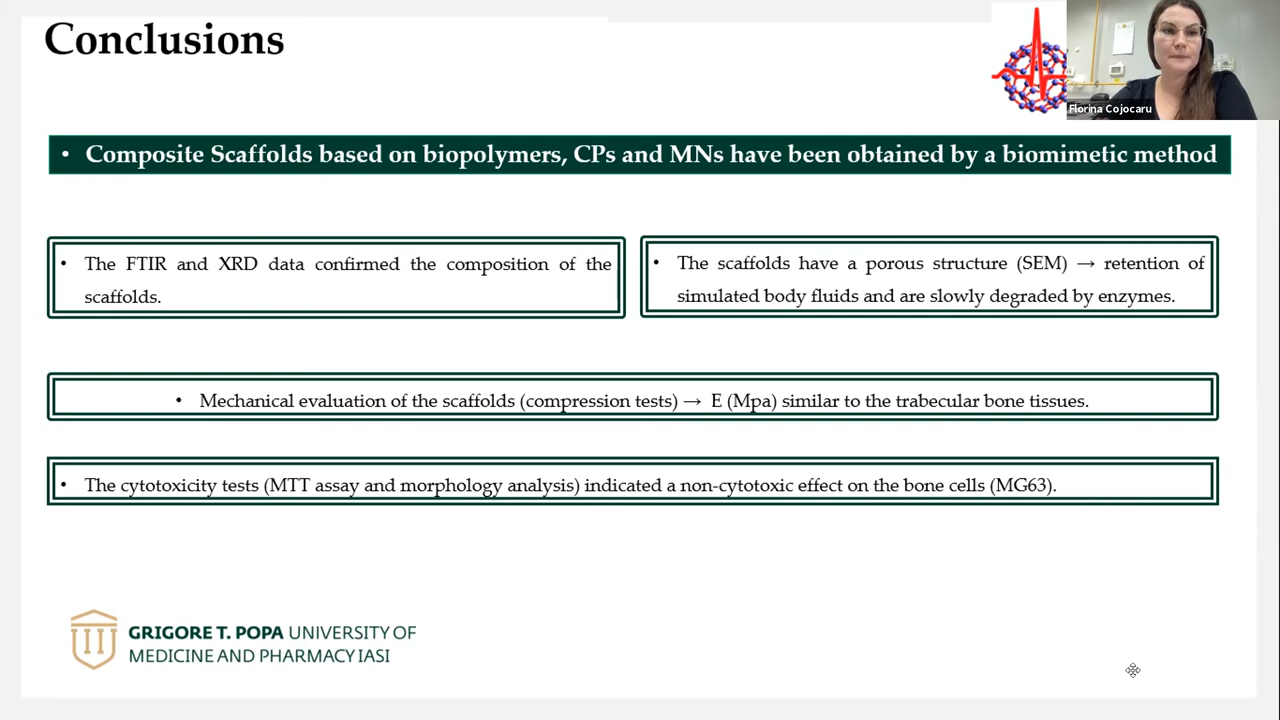 Conclusions
Florina Cojocaru
• Composite Scaffolds based on biopolymers, CPs and MNs have been obtained by a biomimetic method
• The FTIR and XRD data confirmed the composition of the
scaffolds.
• The scaffolds have a porous structure (SEM) → retention of
simulated body fluids and are slowly degraded by enzymes.
• Mechanical evaluation of the scaffolds (compression tests) → E (Mpa) similar to the trabecular bone tissues.
• The cytotoxicity tests (MTT assay and morphology analysis) indicated a non-cytotoxic effect on the bone cells (MG63).
GRIGORE T. POPA UNIVERSITY OF
MEDICINE AND PHARMACY IASI